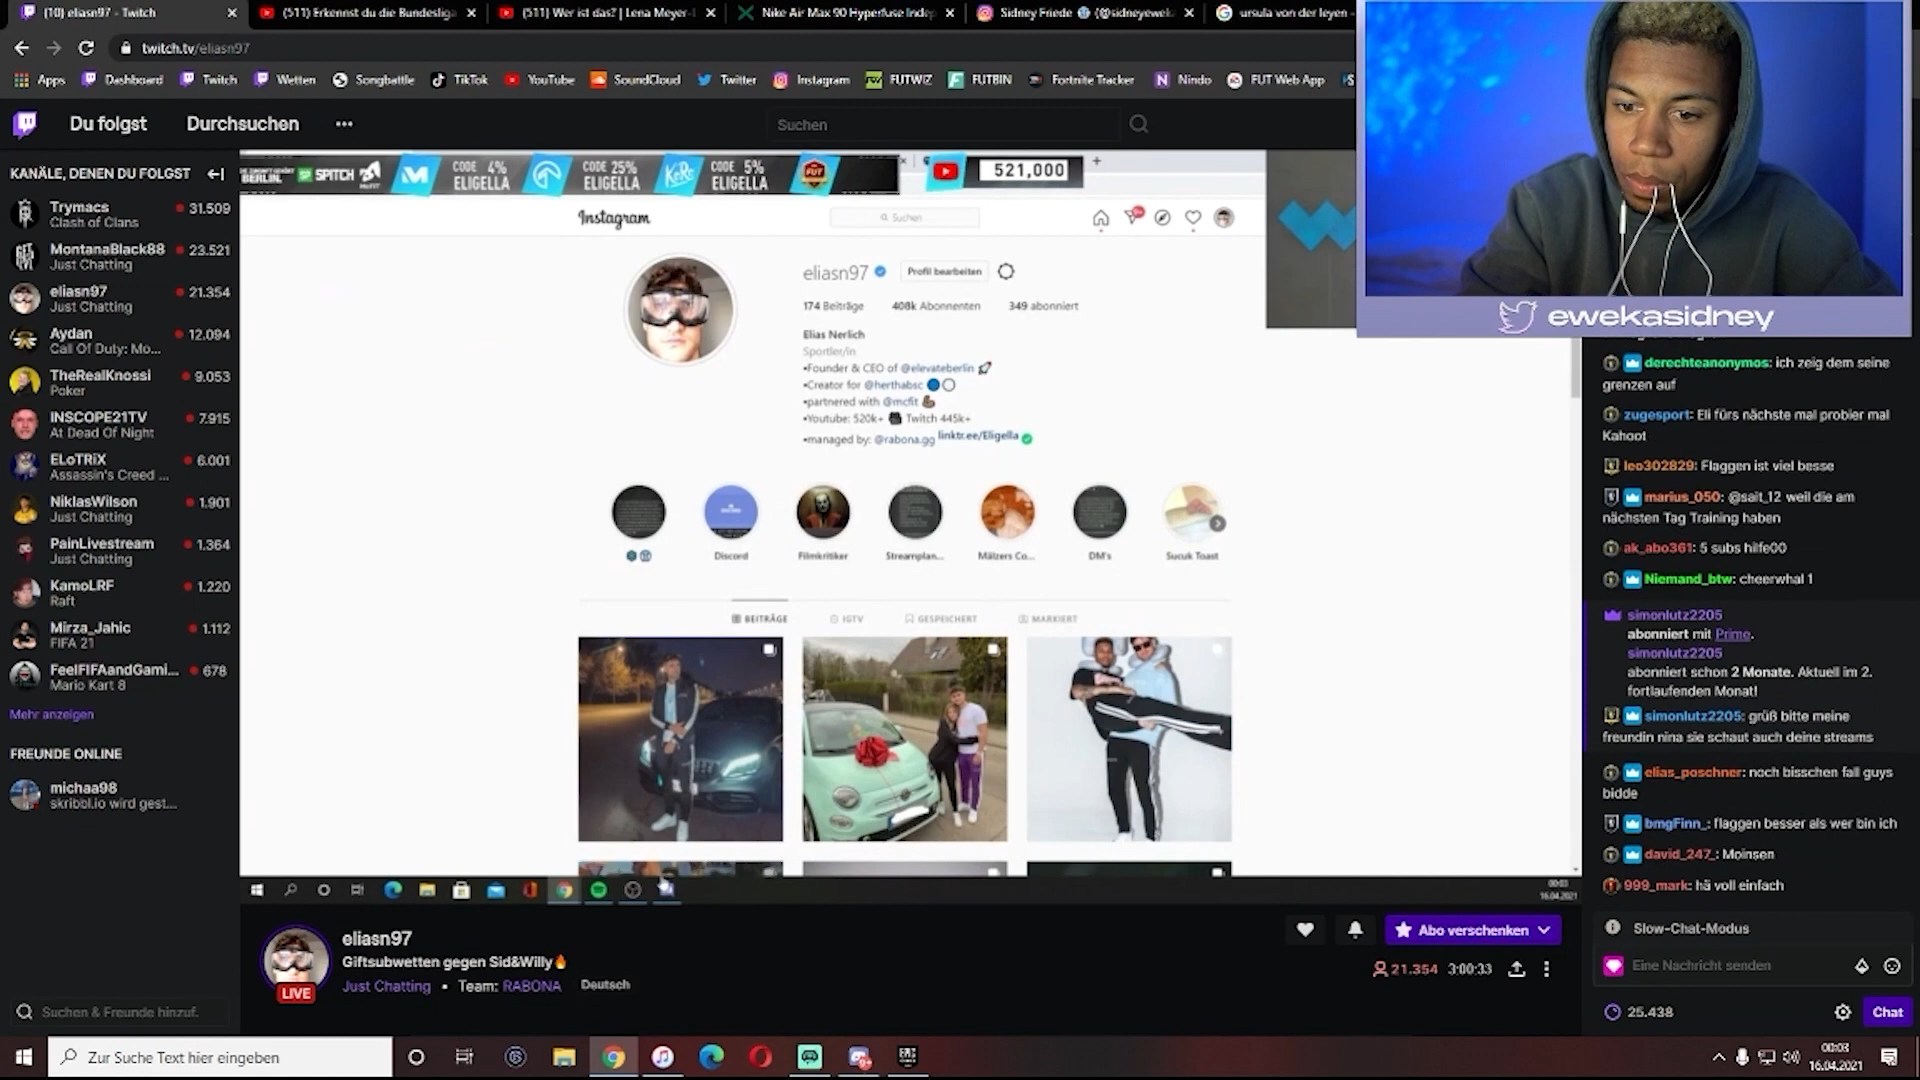 (10) eliasn97 - Twitch
(511) Erkennst du die Bundeslig
(511) Wer ist das? | Lena Meyer-
Nike Air Max 90 Hyperfuse Indep
Sidney Friede (@sidneyewek
ursula von der leyen -
twitch.tv/eliasn97
Apps
Dashboard
Twitch
Wetten
Songbattle
TikTok
YouTube
SoundCloud
Twitter
Instagram
FUTWIZ
FUTBIN
Fortnite Tracker
Nindo
FUT Web App
Du folgst
Durchsuchen
Suchen
ewekasidney
KANÄLE, DENEN DU FOLGST
Trymacs
31.509
Clash of Clans
MontanaBlack88
23.521
Just Chatting
eliasn97
21.354
Just Chatting
Aydan
12.094
Call Of Duty: Mo...
TheRealKnossi
9.053
Poker
INSCOPE21TV
7.915
At Dead Of Night
ELoTRiX
6.001
Assassin's Creed ...
NiklasWilson
1.901
Just Chatting
PainLivestream
1.364
Just Chatting
KamoLRF
1.220
Raft
Mirza_Jahic
1.112
FIFA 21
FeelFIFAandGami...
678
Mario Kart 8
Mehr anzeigen
FREUNDE ONLINE
michaa98
skribbl.io wird gest...
Suchen & Freunde hinzuf.
BERLIN.
SPITCH
CODE 4%
ELIGELLA
CODE 25%
ELIGELLA
KoRo
CODE 5%
ELIGELLA
FUT
521,000
Instagram
Suchen
eliasn97
Profil bearbeiten
174 Beiträge
408k Abonnenten
349 abonniert
Elias Nerlich
Sportler/in
•Founder & CEO of @elevateberlin
•Creator for @herthabsc
•partnered with @mcfit
•Youtube: 520k+ Twitch 445k+
•managed by: @rabona.gg linktr.ee/Eligella
Discord
Filmkritiker
Streamplan...
Mälzers Co...
DM's
Sucuk Toast
BEITRÄGE
IGTV
GESPEICHERT
MARKIERT
00:03
16.04.2021
eliasn97
Giftsubwetten gegen Sid&Willy
Just Chatting • Team: RABONA
Deutsch
LIVE
Abo verschenken
21.354
3:00:33
derechteanonymos: ich zeig dem seine
grenzen auf
zugesport: Eli fürs nächste mal probier mal
Kahoot
leo302829: Flaggen ist viel besse
marius_050: @sait_12 weil die am
nächsten Tag Training haben
ak_abo361: 5 subs hilfe00
Niemand_btw: cheerwhal 1
simonlutz2205
abonniert mit Prime.
simonlutz2205
abonniert schon 2 Monate. Aktuell im 2.
fortlaufenden Monat!
simonlutz2205: grüß bitte meine
freundin nina sie schaut auch deine streams
elias_poschner: noch bisschen fall guys
bidde
bmgFinn_: flaggen besser als wer bin ich
david_247_: Moinsen
999_mark: hä voll einfach
Slow-Chat-Modus
Eine Nachricht senden
25.438
Chat
Zur Suche Text hier eingeben
00:03
16.04.2021